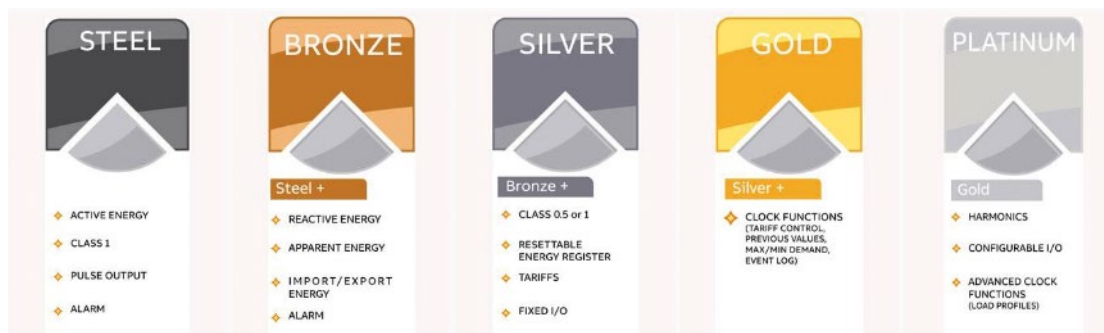 STEEL
ACTIVE ENERGY
CLASS 1
PULSE OUTPUT
ALARM
BRONZE
Steel +
REACTIVE ENERGY
APPARENT ENERGY
IMPORT/EXPORT
ENERGY
ALARM
SILVER
Bronze +
CLASS 0.5 or 1
RESETTABLE
ENERGY REGISTER
TARIFFS
FIXED I/O
GOLD
Silver +
CLOCK FUNCTIONS
(TARIFF CONTROL,
PREVIOUS VALUES,
MAX/MIN DEMAND,
EVENT LOG)
PLATINUM
Gold
HARMONICS
CONFIGURABLE I/O
ADVANCED CLOCK
FUNCTIONS
(LOAD PROFILES)